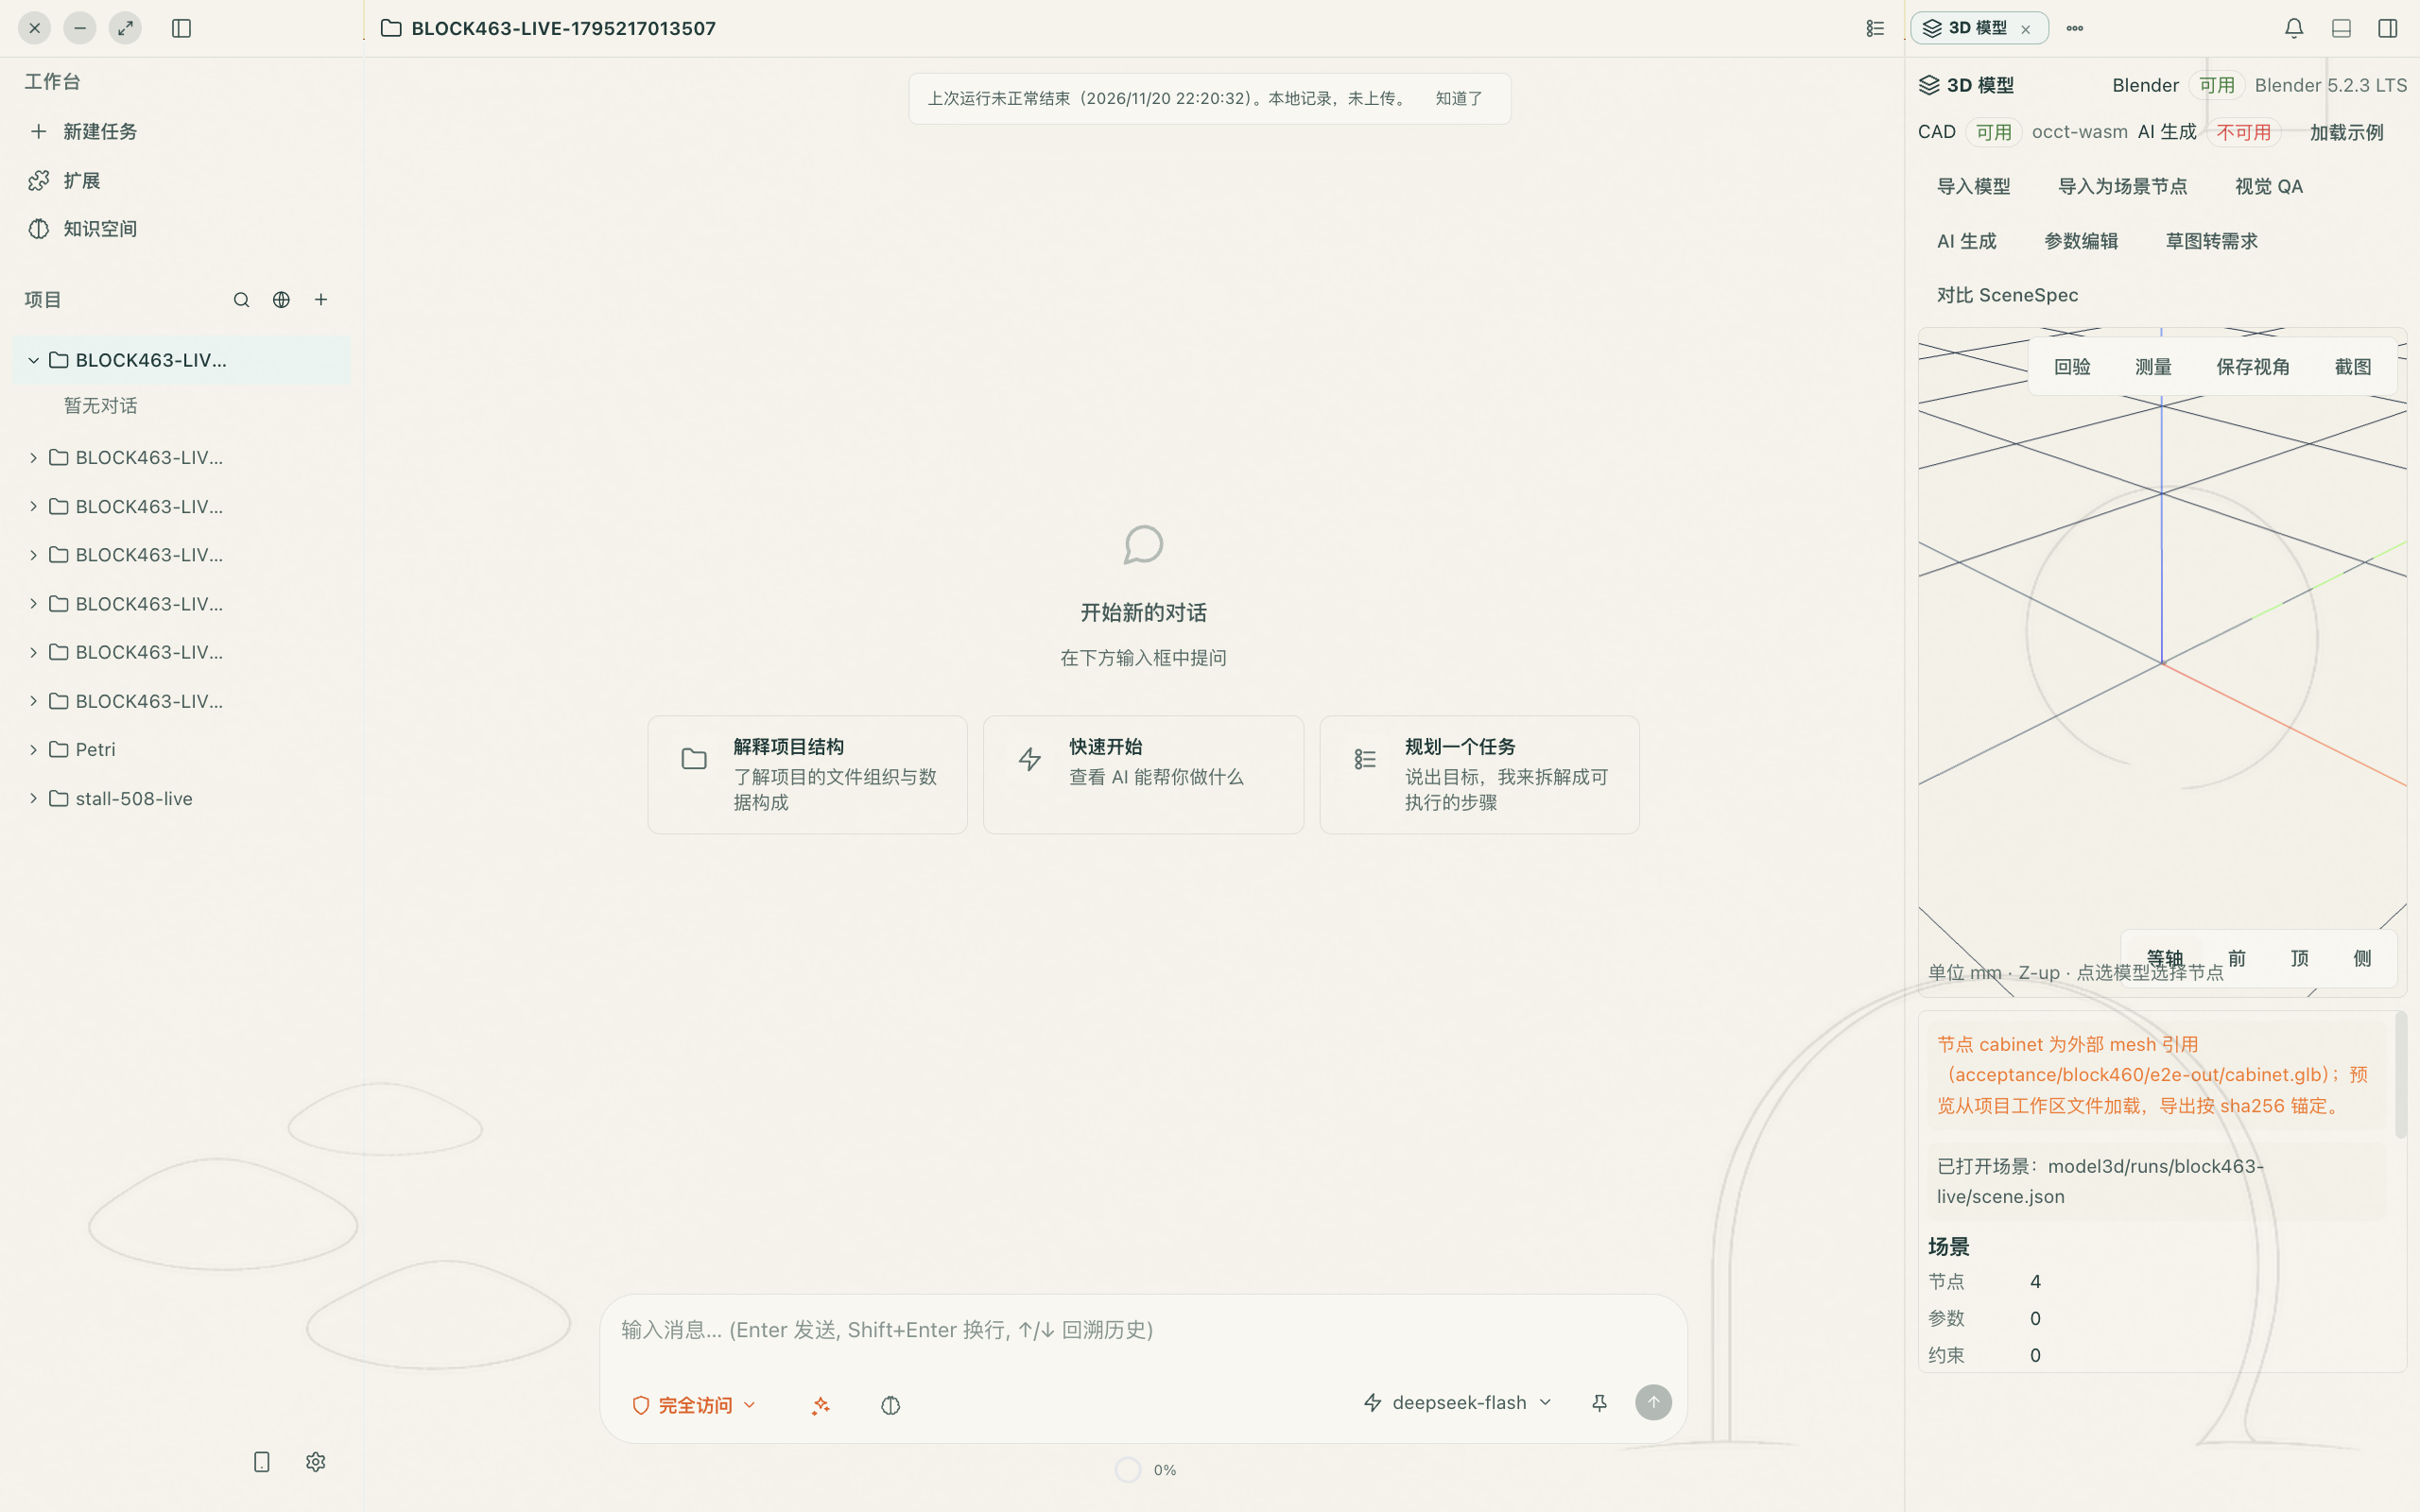 BLOCK463-LIVE-1795217013507
3D 模型
工作台
新建任务
扩展
知识空间
项目
BLOCK463-LIV...
暂无对话
BLOCK463-LIV...
BLOCK463-LIV...
BLOCK463-LIV...
BLOCK463-LIV...
BLOCK463-LIV...
BLOCK463-LIV...
Petri
stall-508-live
上次运行未正常结束（2026/11/20 22:20:32）。本地记录，未上传。 知道了
开始新的对话
在下方输入框中提问
解释项目结构
了解项目的文件组织与数
据构成
快速开始
查看 AI 能帮你做什么
规划一个任务
说出目标，我来拆解成可
执行的步骤
输入消息... (Enter 发送, Shift+Enter 换行, ↑/↓ 回溯历史)
完全访问
deepseek-flash
0%
3D 模型 Blender 可用 Blender 5.2.3 LTS
CAD 可用 occt-wasm AI 生成 不可用 加载示例
导入模型 导入为场景节点 视觉 QA
AI 生成 参数编辑 草图转需求
对比 SceneSpec
回验 测量 保存视角 截图
等轴 前 顶 侧
单位 mm · Z-up · 点选模型选择节点
节点 cabinet 为外部 mesh 引用
（acceptance/block460/e2e-out/cabinet.glb）；预
览从项目工作区文件加载，导出按 sha256 锚定。
已打开场景：model3d/runs/block463-
live/scene.json
场景
节点 4
参数 0
约束 0